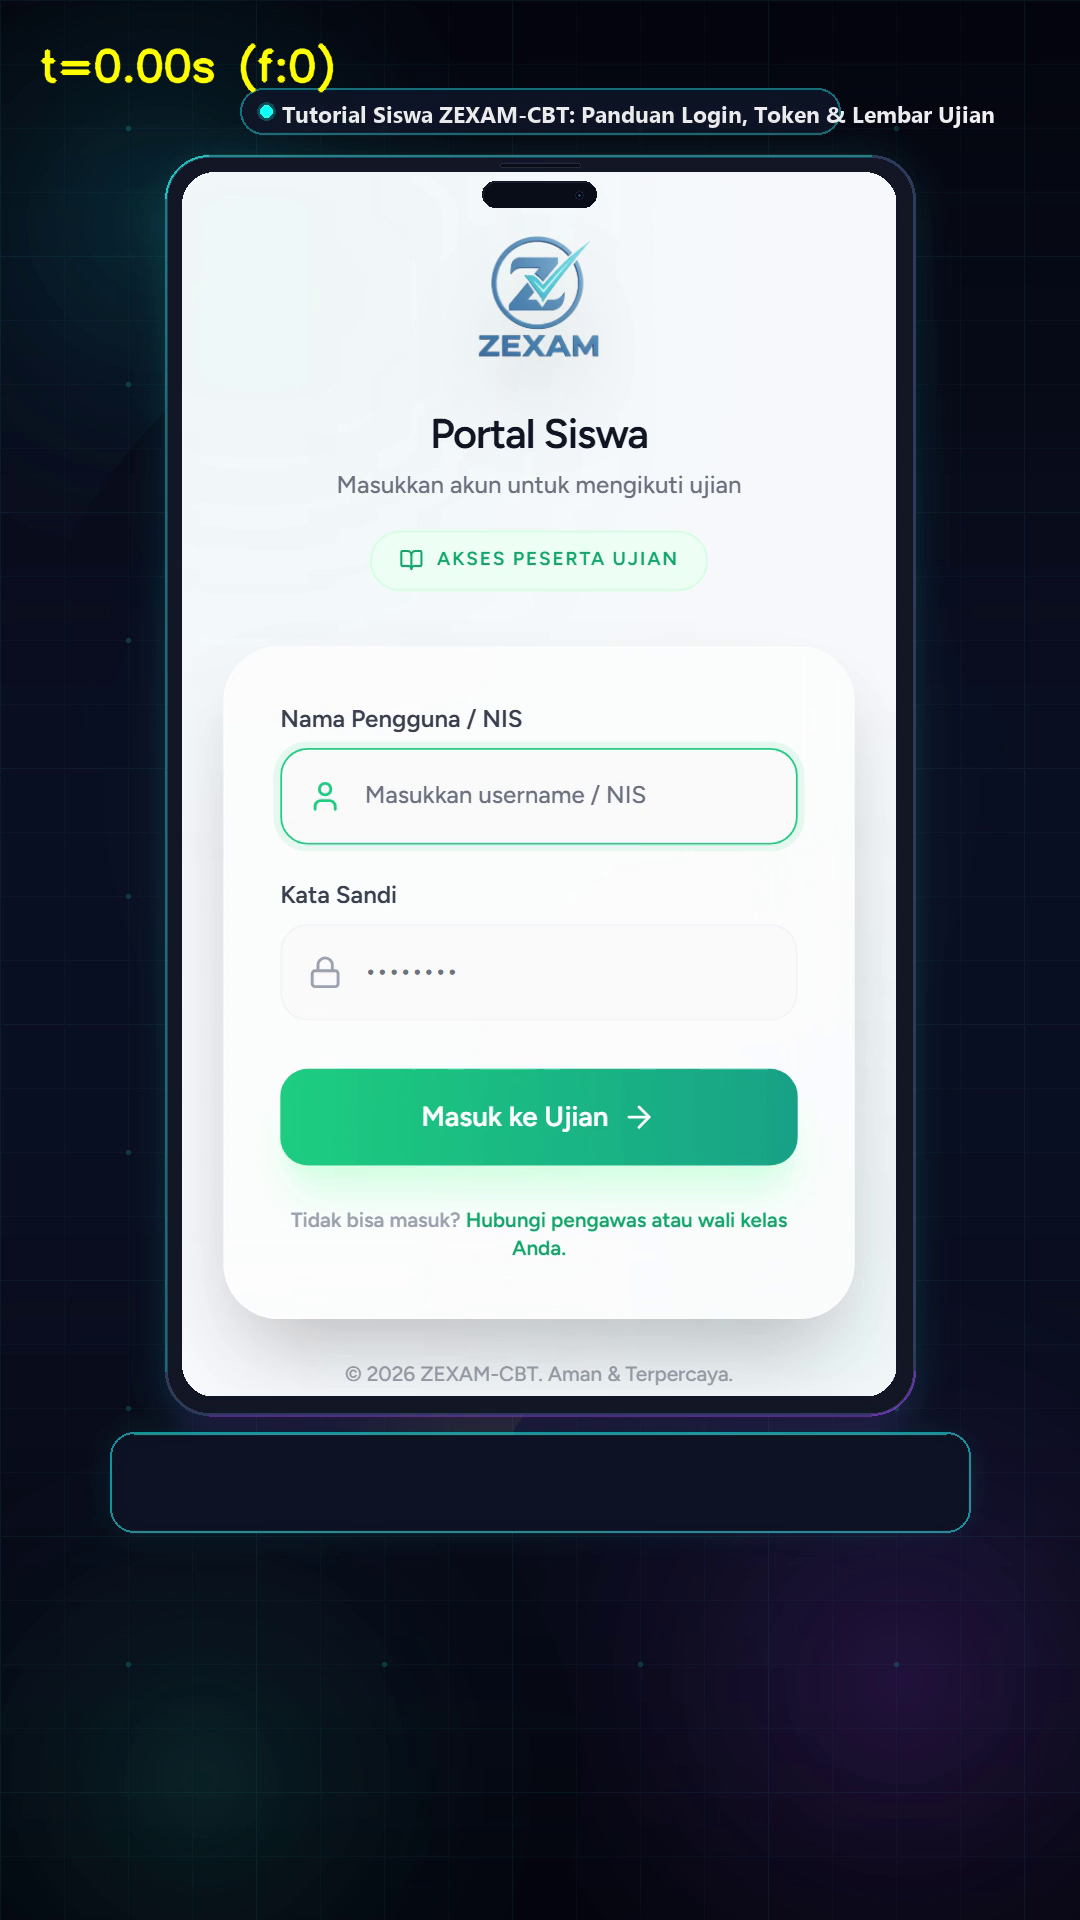 t=0.00s (f:0)
Tutorial Siswa ZEXAM-CBT: Panduan Login, Token & Lembar Ujian
ZEXAM
Portal Siswa
Masukkan akun untuk mengikuti ujian
AKSES PESERTA UJIAN
Nama Pengguna / NIS
Masukkan username / NIS
Kata Sandi
••••••••
Masuk ke Ujian →
Tidak bisa masuk? Hubungi pengawas atau wali kelas
Anda.
© 2026 ZEXAM-CBT. Aman & Terpercaya.